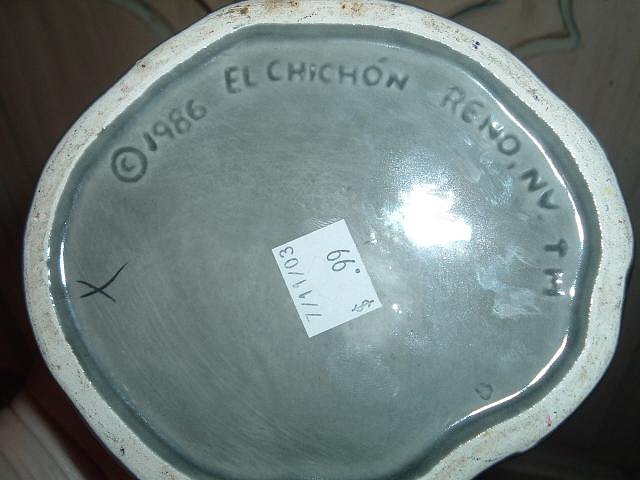 ©1986 EL CHiCHÓN RENO, NV. TM
X
.99
7/11/03